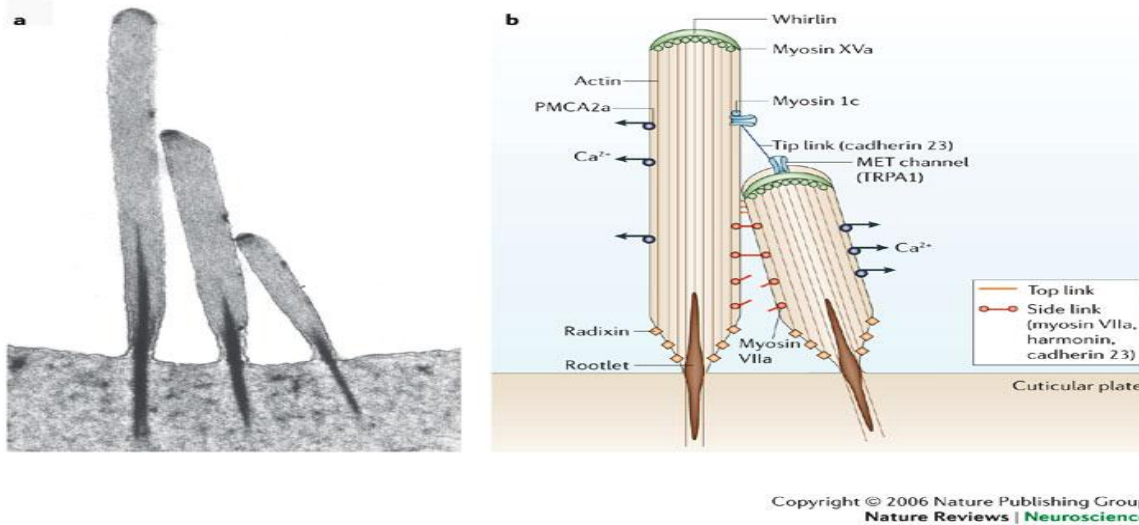 a
b
Whirlin
Myosin XVa
Actin
Myosin 1c
PMCA2a
Tip link (cadherin 23)
Ca²⁺
MET channel
(TRPA1)
Ca²⁺
Top link
Side link
(myosin VIIa,
harmonin,
cadherin 23)
Radixin
Myosin
VIIa
Rootlet
Cuticular plate
Copyright © 2006 Nature Publishing Group
Nature Reviews | Neuroscience